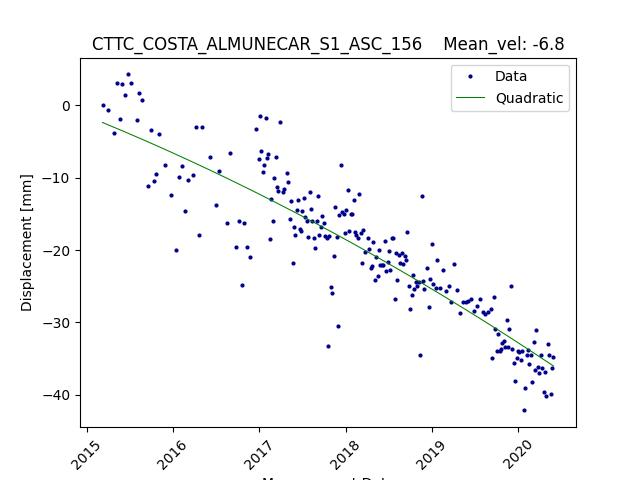 CTTC_COSTA_ALMUNECAR_S1_ASC_156 Mean_vel: -6.8
Data
Quadratic
Displacement [mm]
0
−10
−20
−30
−40
2015
2016
2017
2018
2019
2020